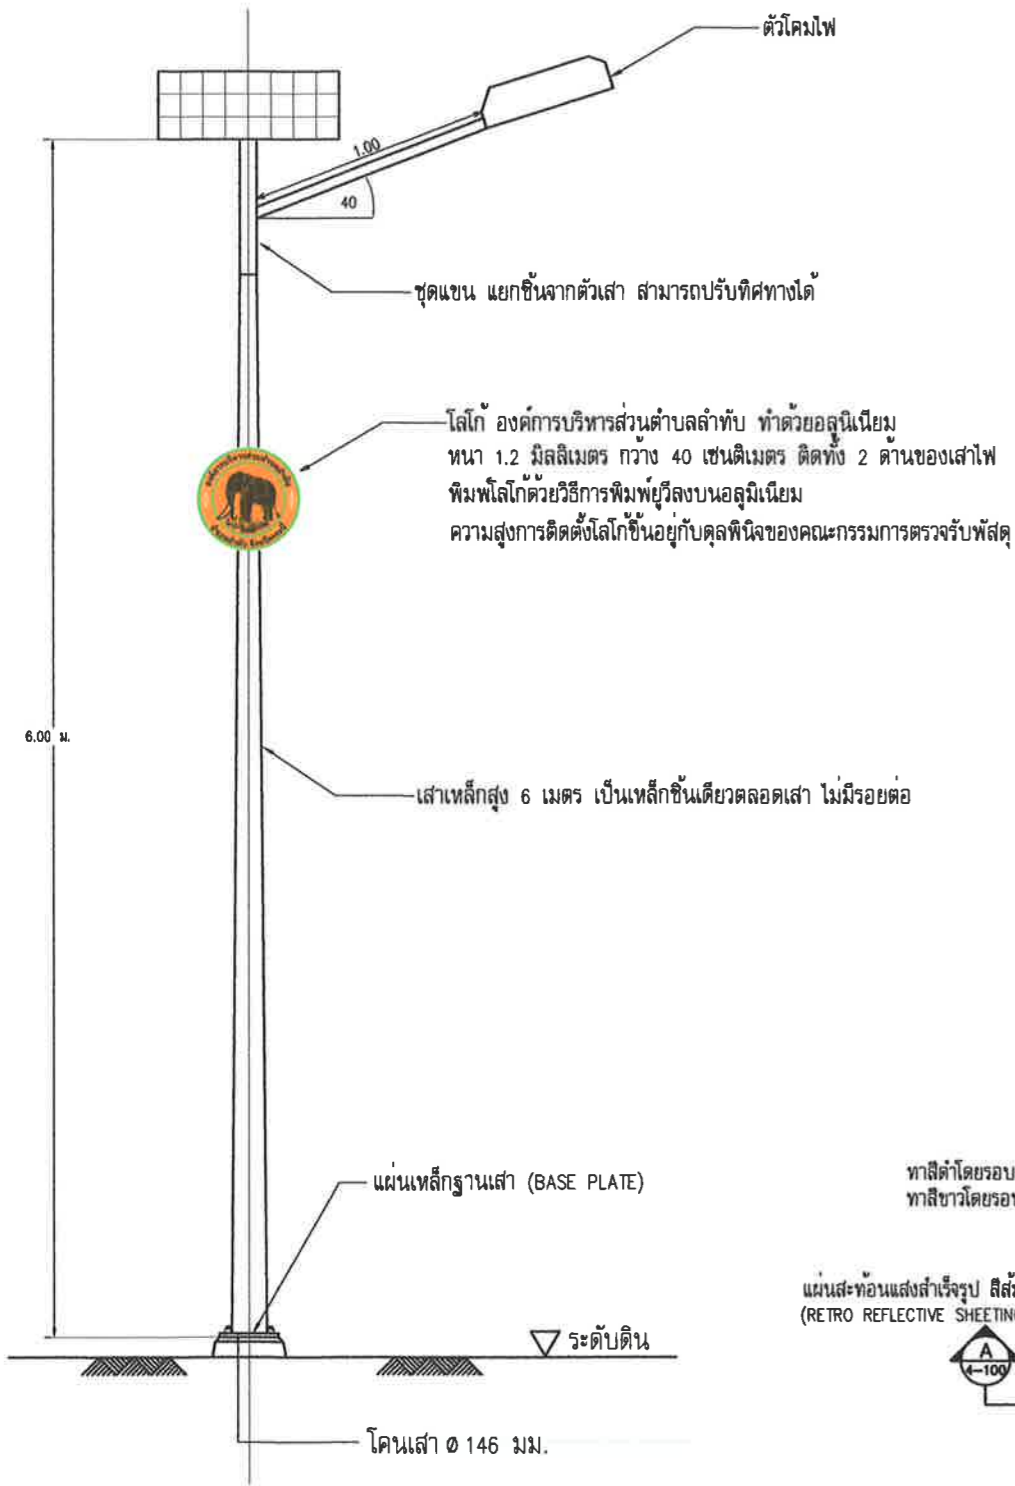 ตัวโคมไฟ
1.00
40
ชุดแขน แยกชิ้นจากตัวเสา สามารถปรับทิศทางได้
โลโก้ องค์การบริหารส่วนตำบลลำทับ ทำด้วยอลูนิเนียม
หนา 1.2 มิลลิเมตร กว้าง 40 เซนติเมตร ติดทั้ง 2 ด้านของเสาไฟ
พิมพ์โลโก้ด้วยวิธีการพิมพ์ยูวีลงบนอลูมิเนียม
ความสูงการติดตั้งโลโก้ขึ้นอยู่กับดุลพินิจของคณะกรรมการตรวจรับพัสดุ
6.00 ม.
เสาเหล็กสูง 6 เมตร เป็นเหล็กชิ้นเดียวตลอดเสา ไม่มีรอยต่อ
แผ่นเหล็กฐานเสา (BASE PLATE)
ทาสีดำโดยรอบ
ทาสีขาวโดยรอบ
แผ่นสะท้อนแสงสำเร็จรูป สีส้ม
(RETRO REFLECTIVE SHEETING
ระดับดิน
A
4-100
โคนเสา Ø 146 มม.